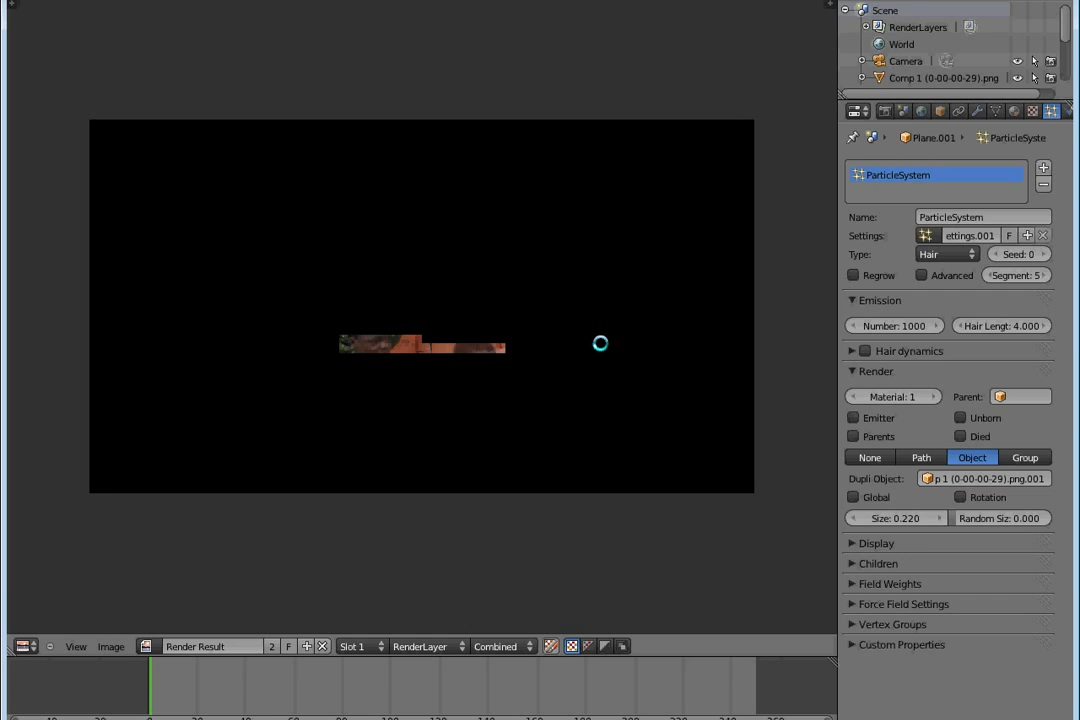 Scene
RenderLayers
World
Camera
Comp 1 (0-00-00-29).png
Plane.001
ParticleSyste
ParticleSystem
Name: ParticleSystem
Settings: ettings.001 F
Type: Hair Seed: 0
Regrow Advanced Segment: 5
Emission
Number: 1000 Hair Lengt: 4.000
Hair dynamics
Render
Material: 1 Parent:
Emitter Unborn
Parents Died
None Path Object Group
Dupli Object: p 1 (0-00-00-29).png.001
Global Rotation
Size: 0.220 Random Siz: 0.000
Display
Children
Field Weights
Force Field Settings
Vertex Groups
Custom Properties
View Image Render Result 2 F Slot 1 RenderLayer Combined